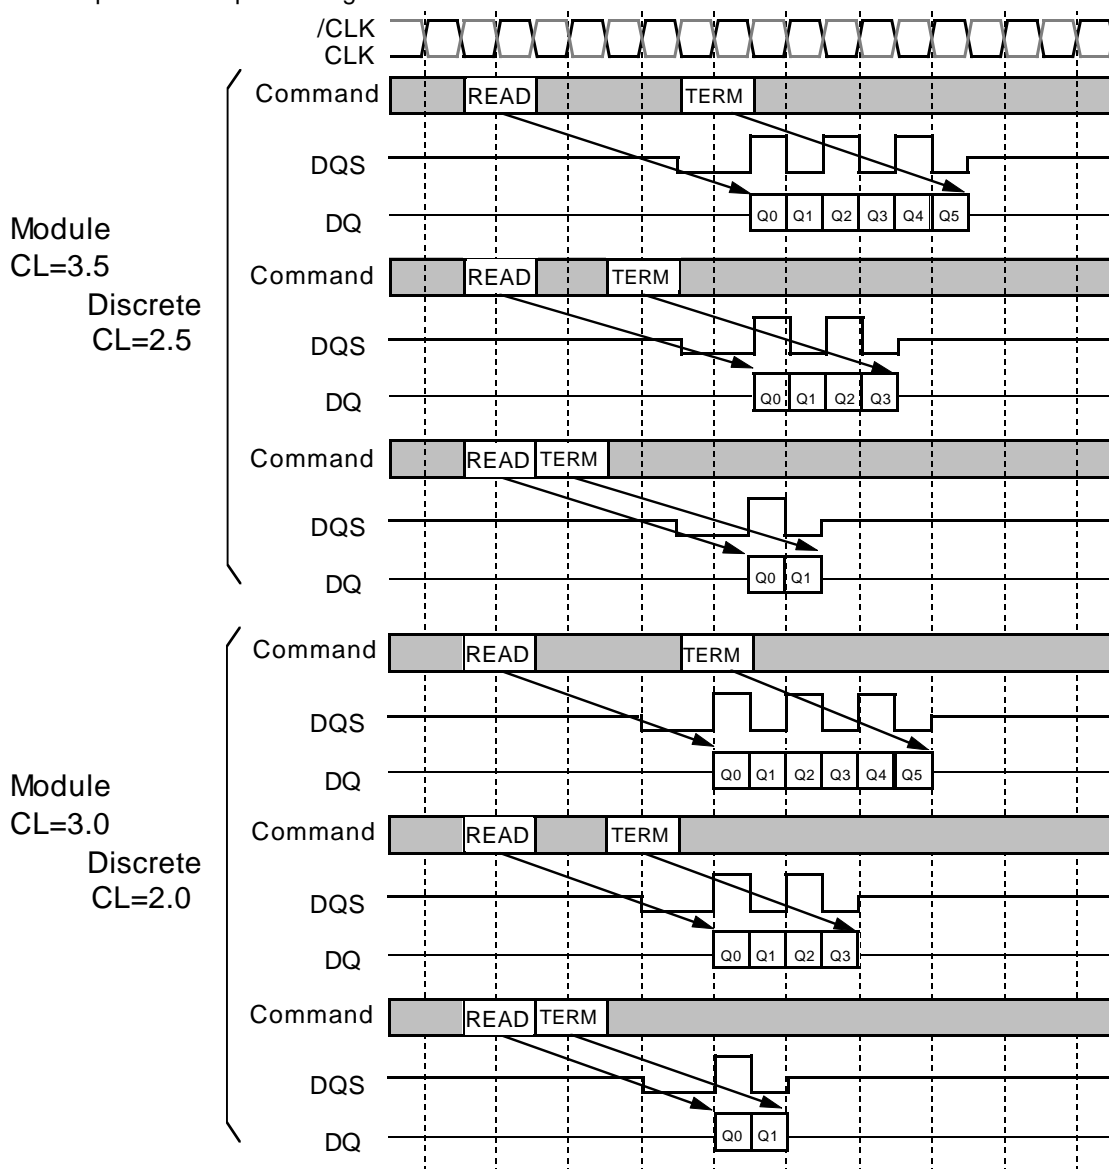 /CLK
CLK
Command READ TERM
DQS
DQ Q0 Q1 Q2 Q3 Q4 Q5
Module
CL=3.5
Discrete
CL=2.5
Command READ TERM
DQS
DQ Q0 Q1 Q2 Q3
Command READ TERM
DQS
DQ Q0 Q1
Command READ TERM
DQS
DQ Q0 Q1 Q2 Q3 Q4 Q5
Module
CL=3.0
Discrete
CL=2.0
Command READ TERM
DQS
DQ Q0 Q1 Q2 Q3
Command READ TERM
DQS
DQ Q0 Q1